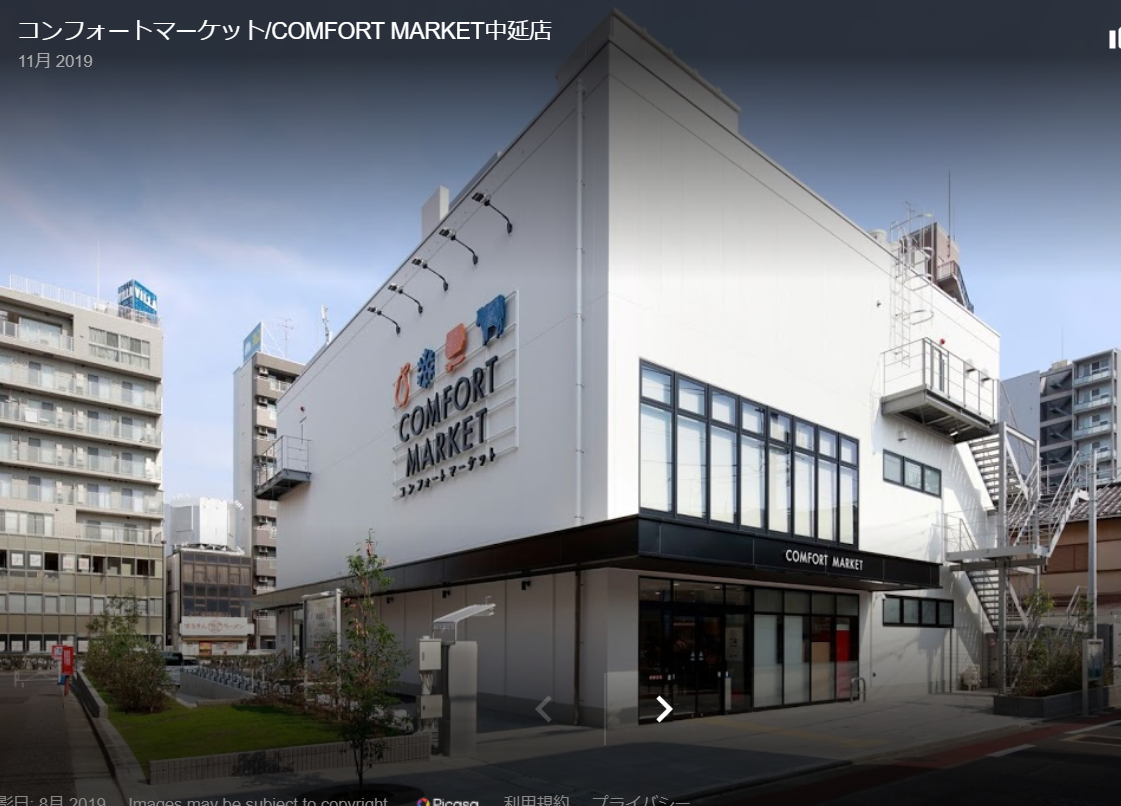 コンフォートマーケット/COMFORT MARKET中延店
11月 2019
VILLA
COMFORT
MARKET
コンフォートマーケット
COMFORT MARKET
影日: 8月 2019 Images may be subject to copyright. Picasa 利用規約 プライバシー